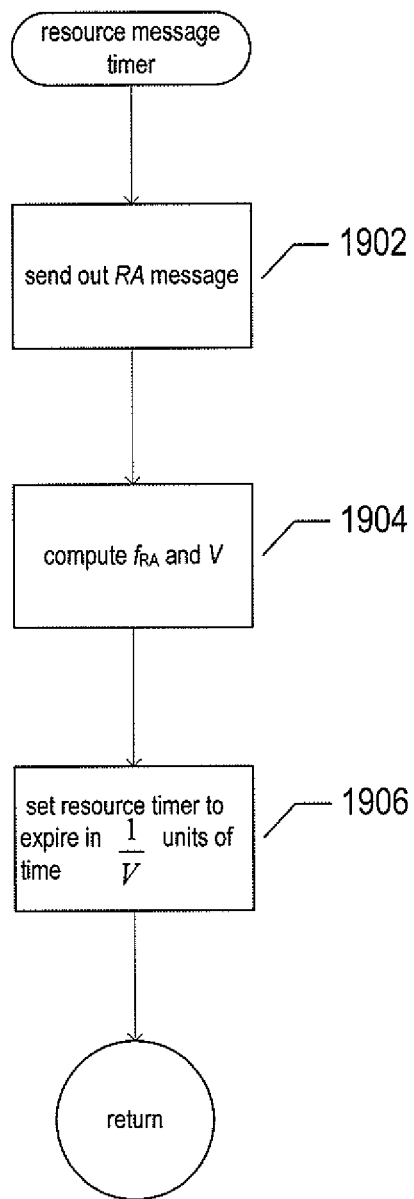 resource message
timer
send out RA message
1902
compute fRA and V
1904
set resource timer to
expire in 1/V units of
time
1906
return